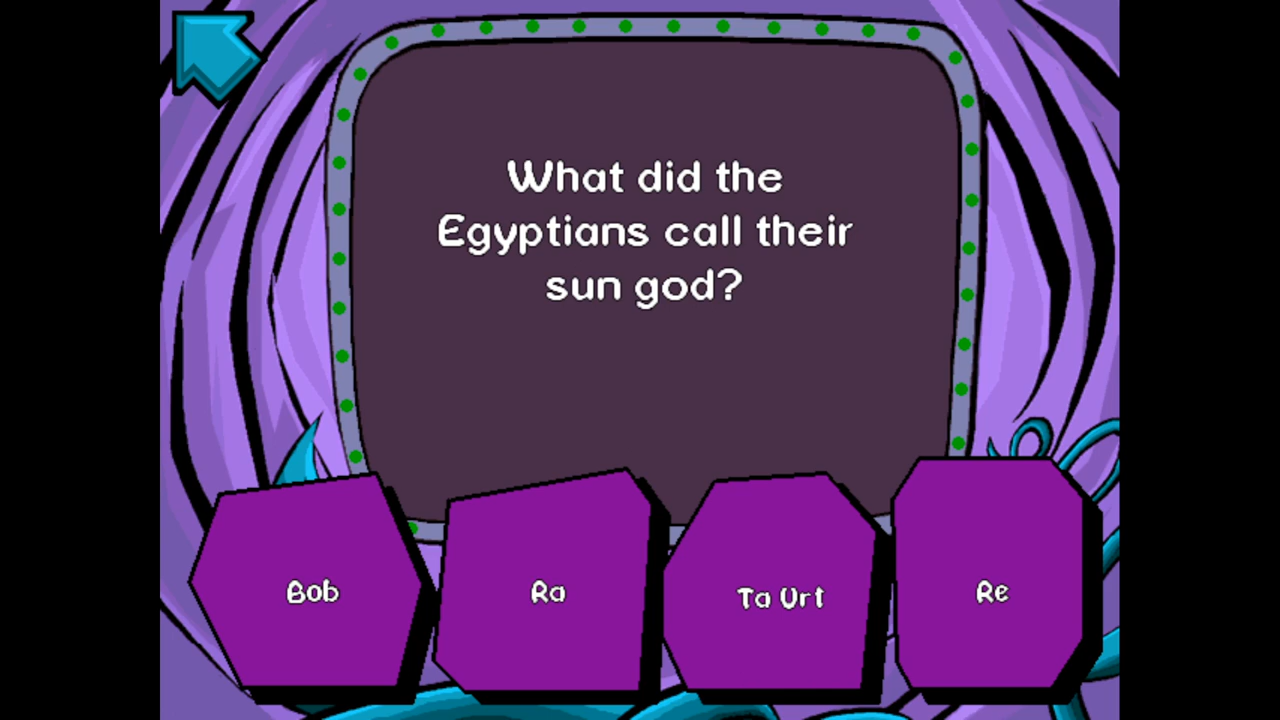 What did the
Egyptians call their
sun god?
Bob
Ra
Ta Urt
Re